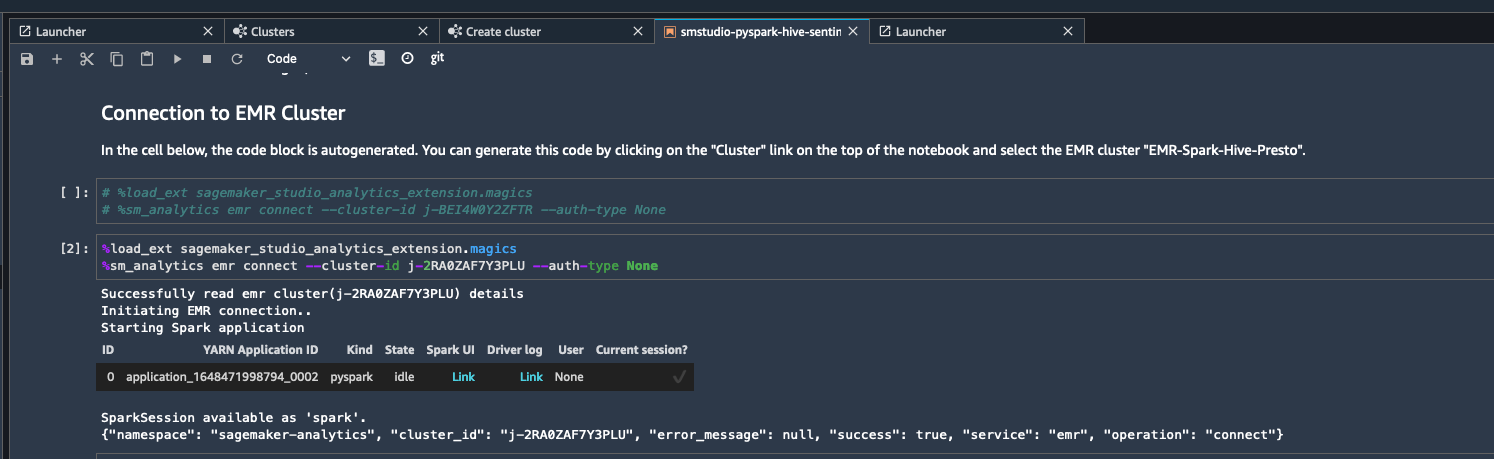 Launcher
Clusters
Create cluster
smstudio-pyspark-hive-sentin
Launcher
Code
$_
git
Connection to EMR Cluster
In the cell below, the code block is autogenerated. You can generate this code by clicking on the "Cluster" link on the top of the notebook and select the EMR cluster "EMR-Spark-Hive-Presto".
[ ]:
# %load_ext sagemaker_studio_analytics_extension.magics
# %sm_analytics emr connect --cluster-id j-BEI4W0Y2ZFTR --auth-type None
[2]:
%load_ext sagemaker_studio_analytics_extension.magics
%sm_analytics emr connect --cluster-id j-2RA0ZAF7Y3PLU --auth-type None
Successfully read emr cluster(j-2RA0ZAF7Y3PLU) details
Initiating EMR connection..
Starting Spark application
ID YARN Application ID Kind State Spark UI Driver log User Current session?
0 application_1648471998794_0002 pyspark idle Link Link None ✓
SparkSession available as 'spark'.
{"namespace": "sagemaker-analytics", "cluster_id": "j-2RA0ZAF7Y3PLU", "error_message": null, "success": true, "service": "emr", "operation": "connect"}